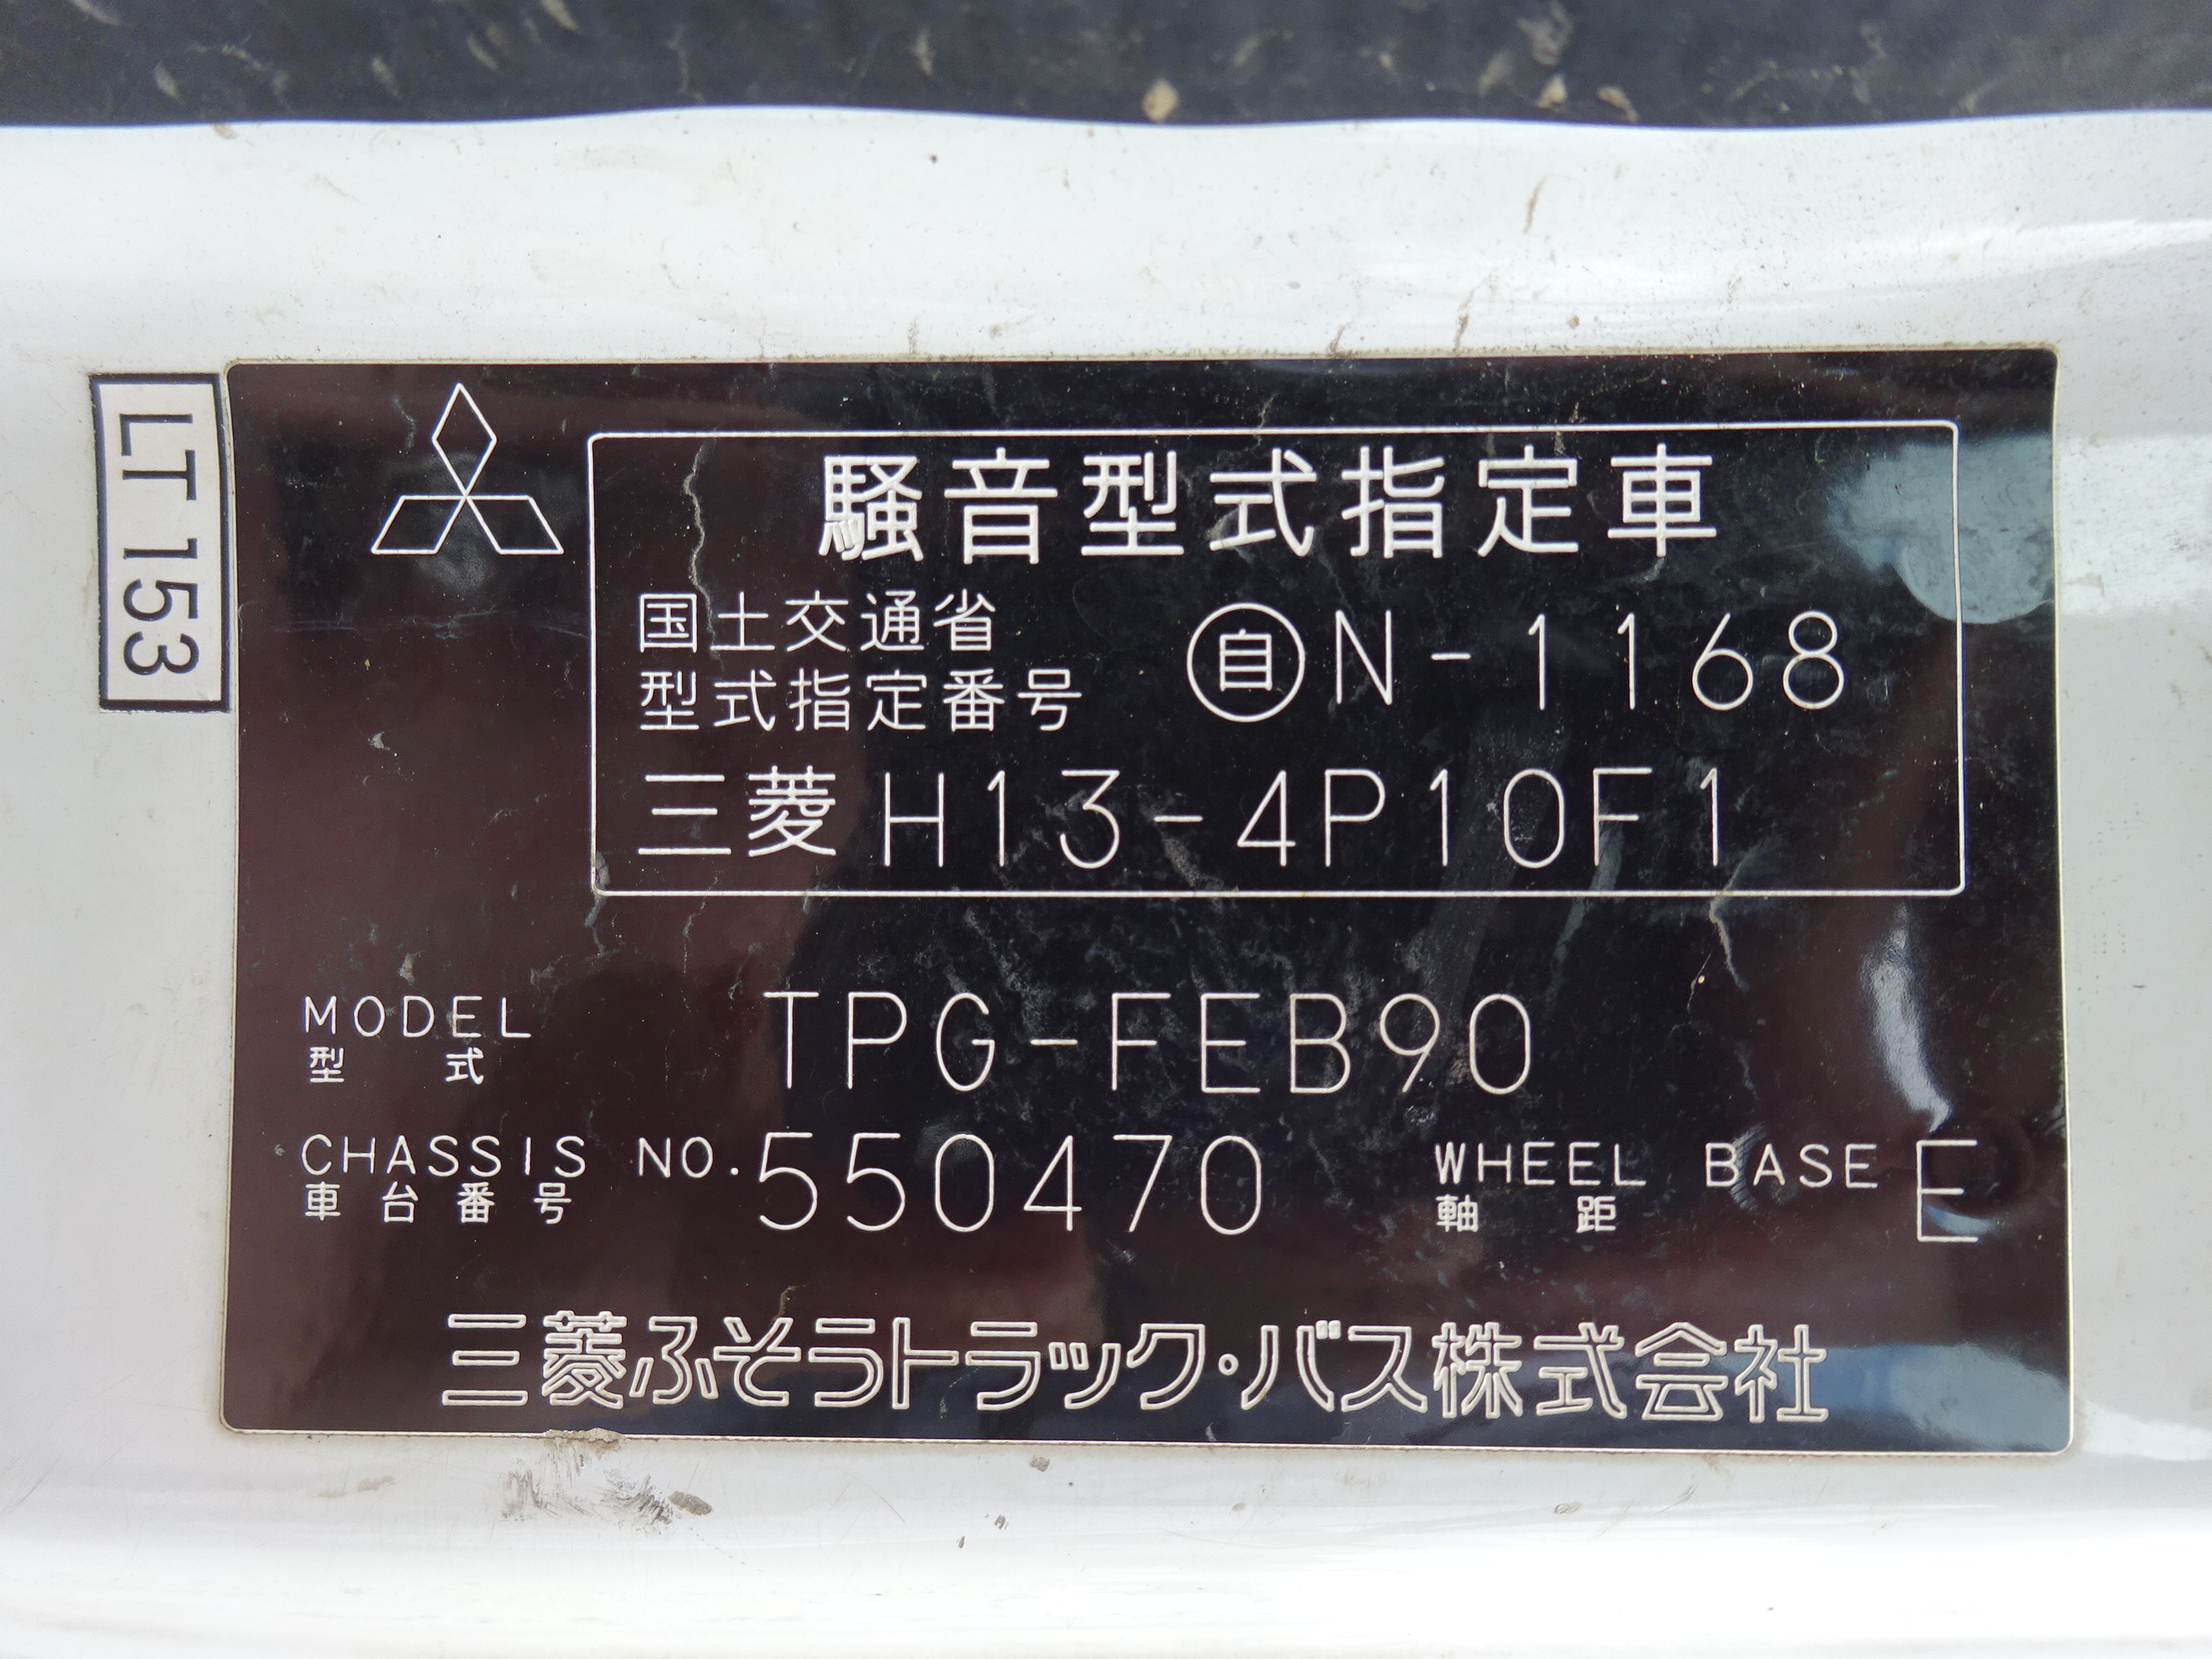 LT 153
騒音型式指定車
国土交通省
型式指定番号
自 N-1168
三菱 H13-4P10F1
MODEL TPG-FEB90
型式
CHASSIS NO. 550470 WHEEL BASE E
車台番号 軸距
三菱ふそうトラック・バス株式会社